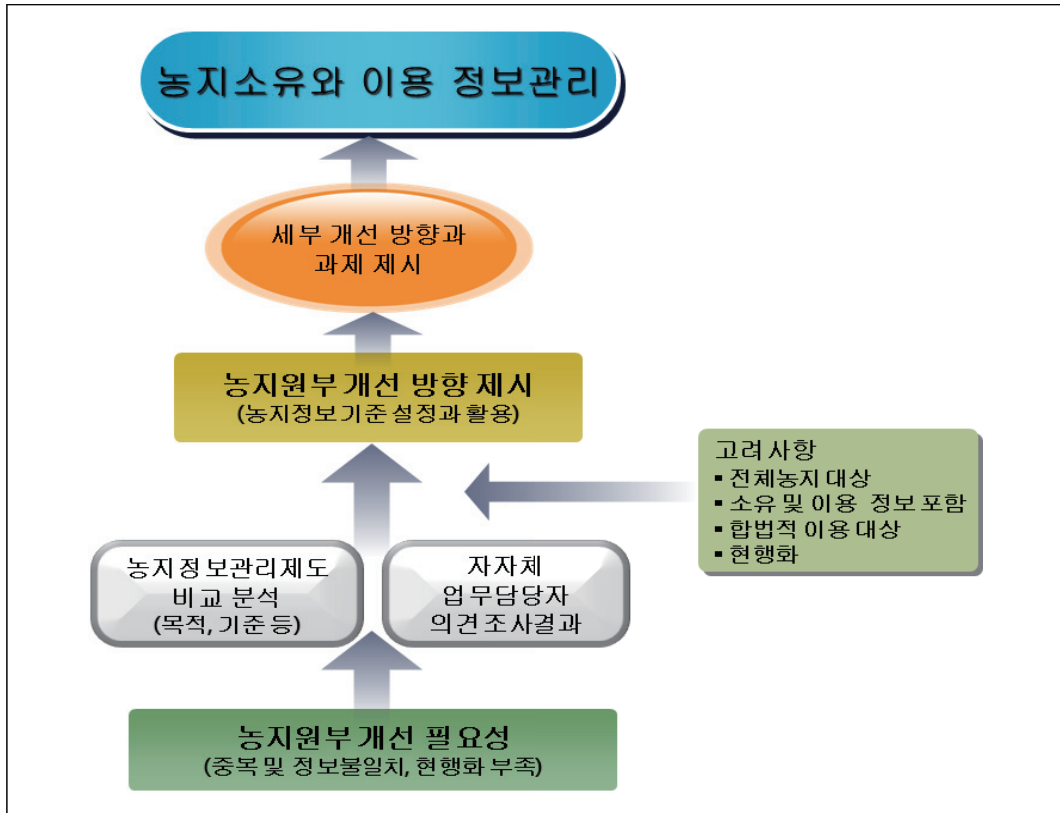 농지소유와 이용 정보관리
세부 개선 방향과
과제 제시
농지원부 개선 방향 제시
(농지정보기준 설정과 활용)
고려사항
▪ 전체농지 대상
▪ 소유 및 이용 정보 포함
▪ 합법적 이용 대상
▪ 현행화
농지정보관리제도
비교 분석
(목적, 기준 등)
자자체
업무담당자
의견조사결과
농지원부 개선 필요성
(중복 및 정보불일치, 현행화 부족)